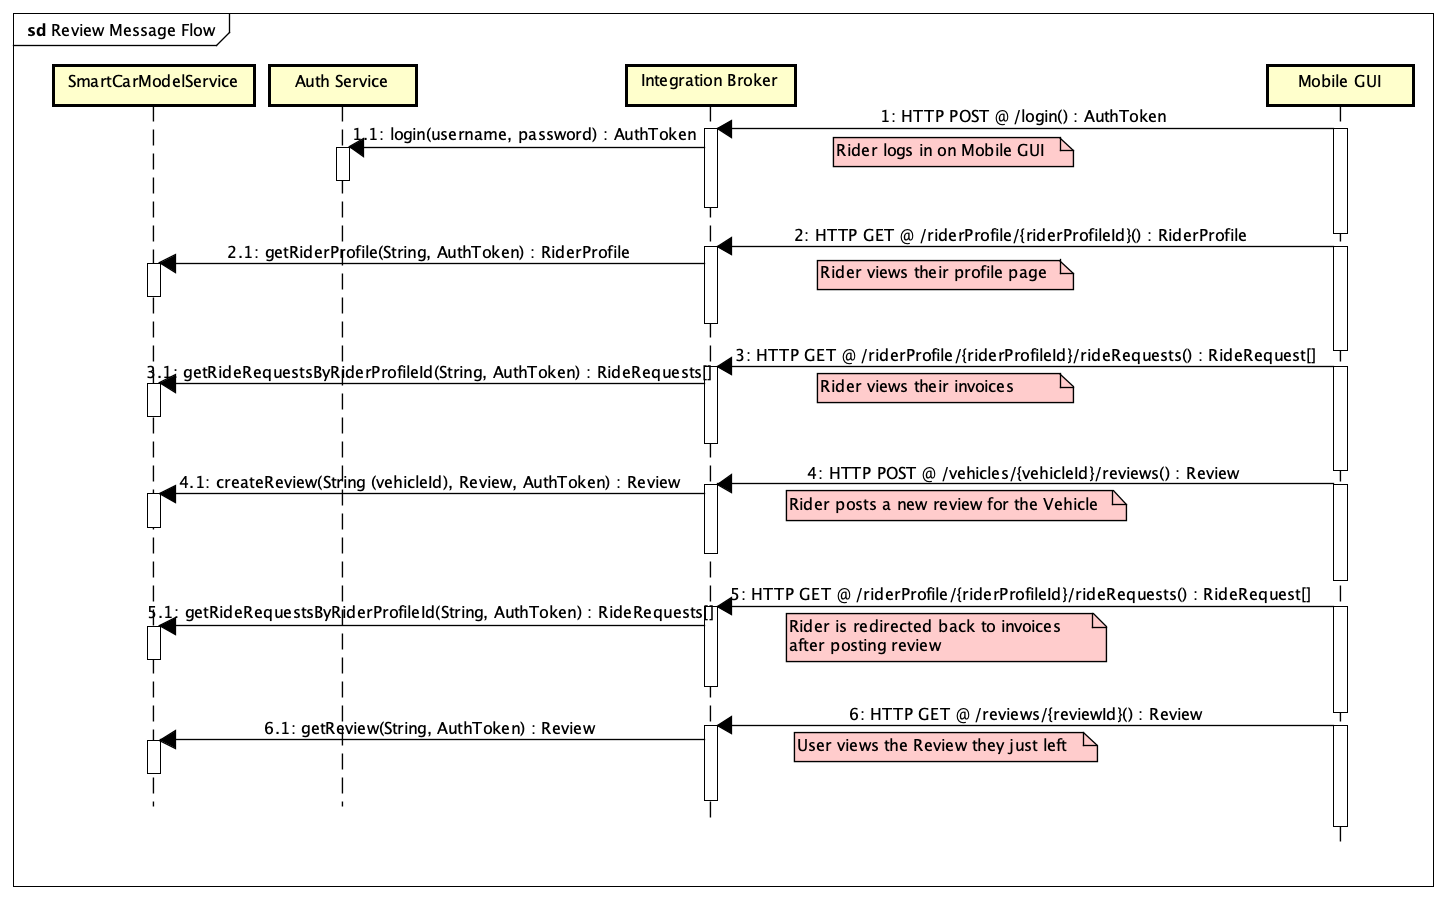 sd Review Message Flow
SmartCarModelService
Auth Service
Integration Broker
Mobile GUI
1: HTTP POST @ /login() : AuthToken
1.1: login(username, password) : AuthToken
Rider logs in on Mobile GUI
2: HTTP GET @ /riderProfile/{riderProfileId}() : RiderProfile
2.1: getRiderProfile(String, AuthToken) : RiderProfile
Rider views their profile page
3: HTTP GET @ /riderProfile/{riderProfileId}/rideRequests() : RideRequest[]
3.1: getRideRequestsByRiderProfileId(String, AuthToken) : RideRequests[]
Rider views their invoices
4: HTTP POST @ /vehicles/{vehicleId}/reviews() : Review
4.1: createReview(String (vehicleId), Review, AuthToken) : Review
Rider posts a new review for the Vehicle
5: HTTP GET @ /riderProfile/{riderProfileId}/rideRequests() : RideRequest[]
5.1: getRideRequestsByRiderProfileId(String, AuthToken) : RideRequests[]
Rider is redirected back to invoices
after posting review
6: HTTP GET @ /reviews/{reviewId}() : Review
6.1: getReview(String, AuthToken) : Review
User views the Review they just left